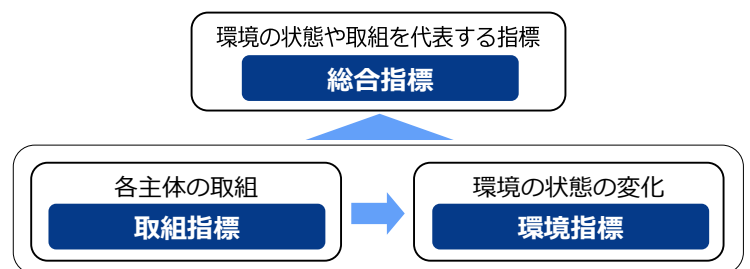 環境の状態や取組を代表する指標
総合指標
各主体の取組
取組指標
環境の状態の変化
環境指標